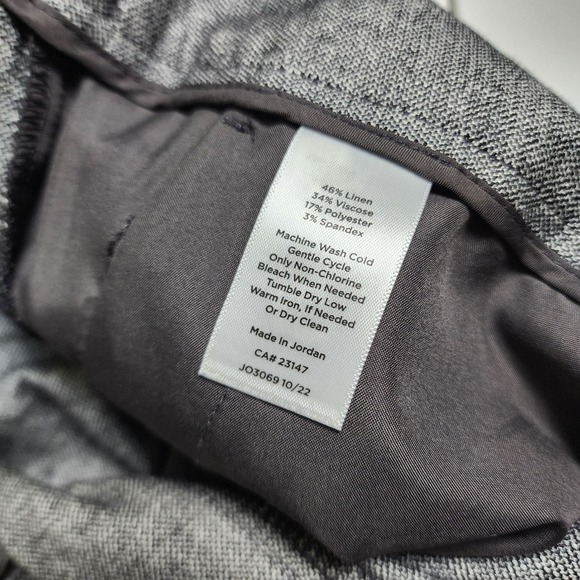 46% Linen
34% Viscose
17% Polyester
3% Spandex
Machine Wash Cold
Gentle Cycle
Only Non-Chlorine
Bleach When Needed
Tumble Dry Low
Warm Iron, If Needed
Or Dry Clean
Made in Jordan
CA# 23147
JO3069 10/22